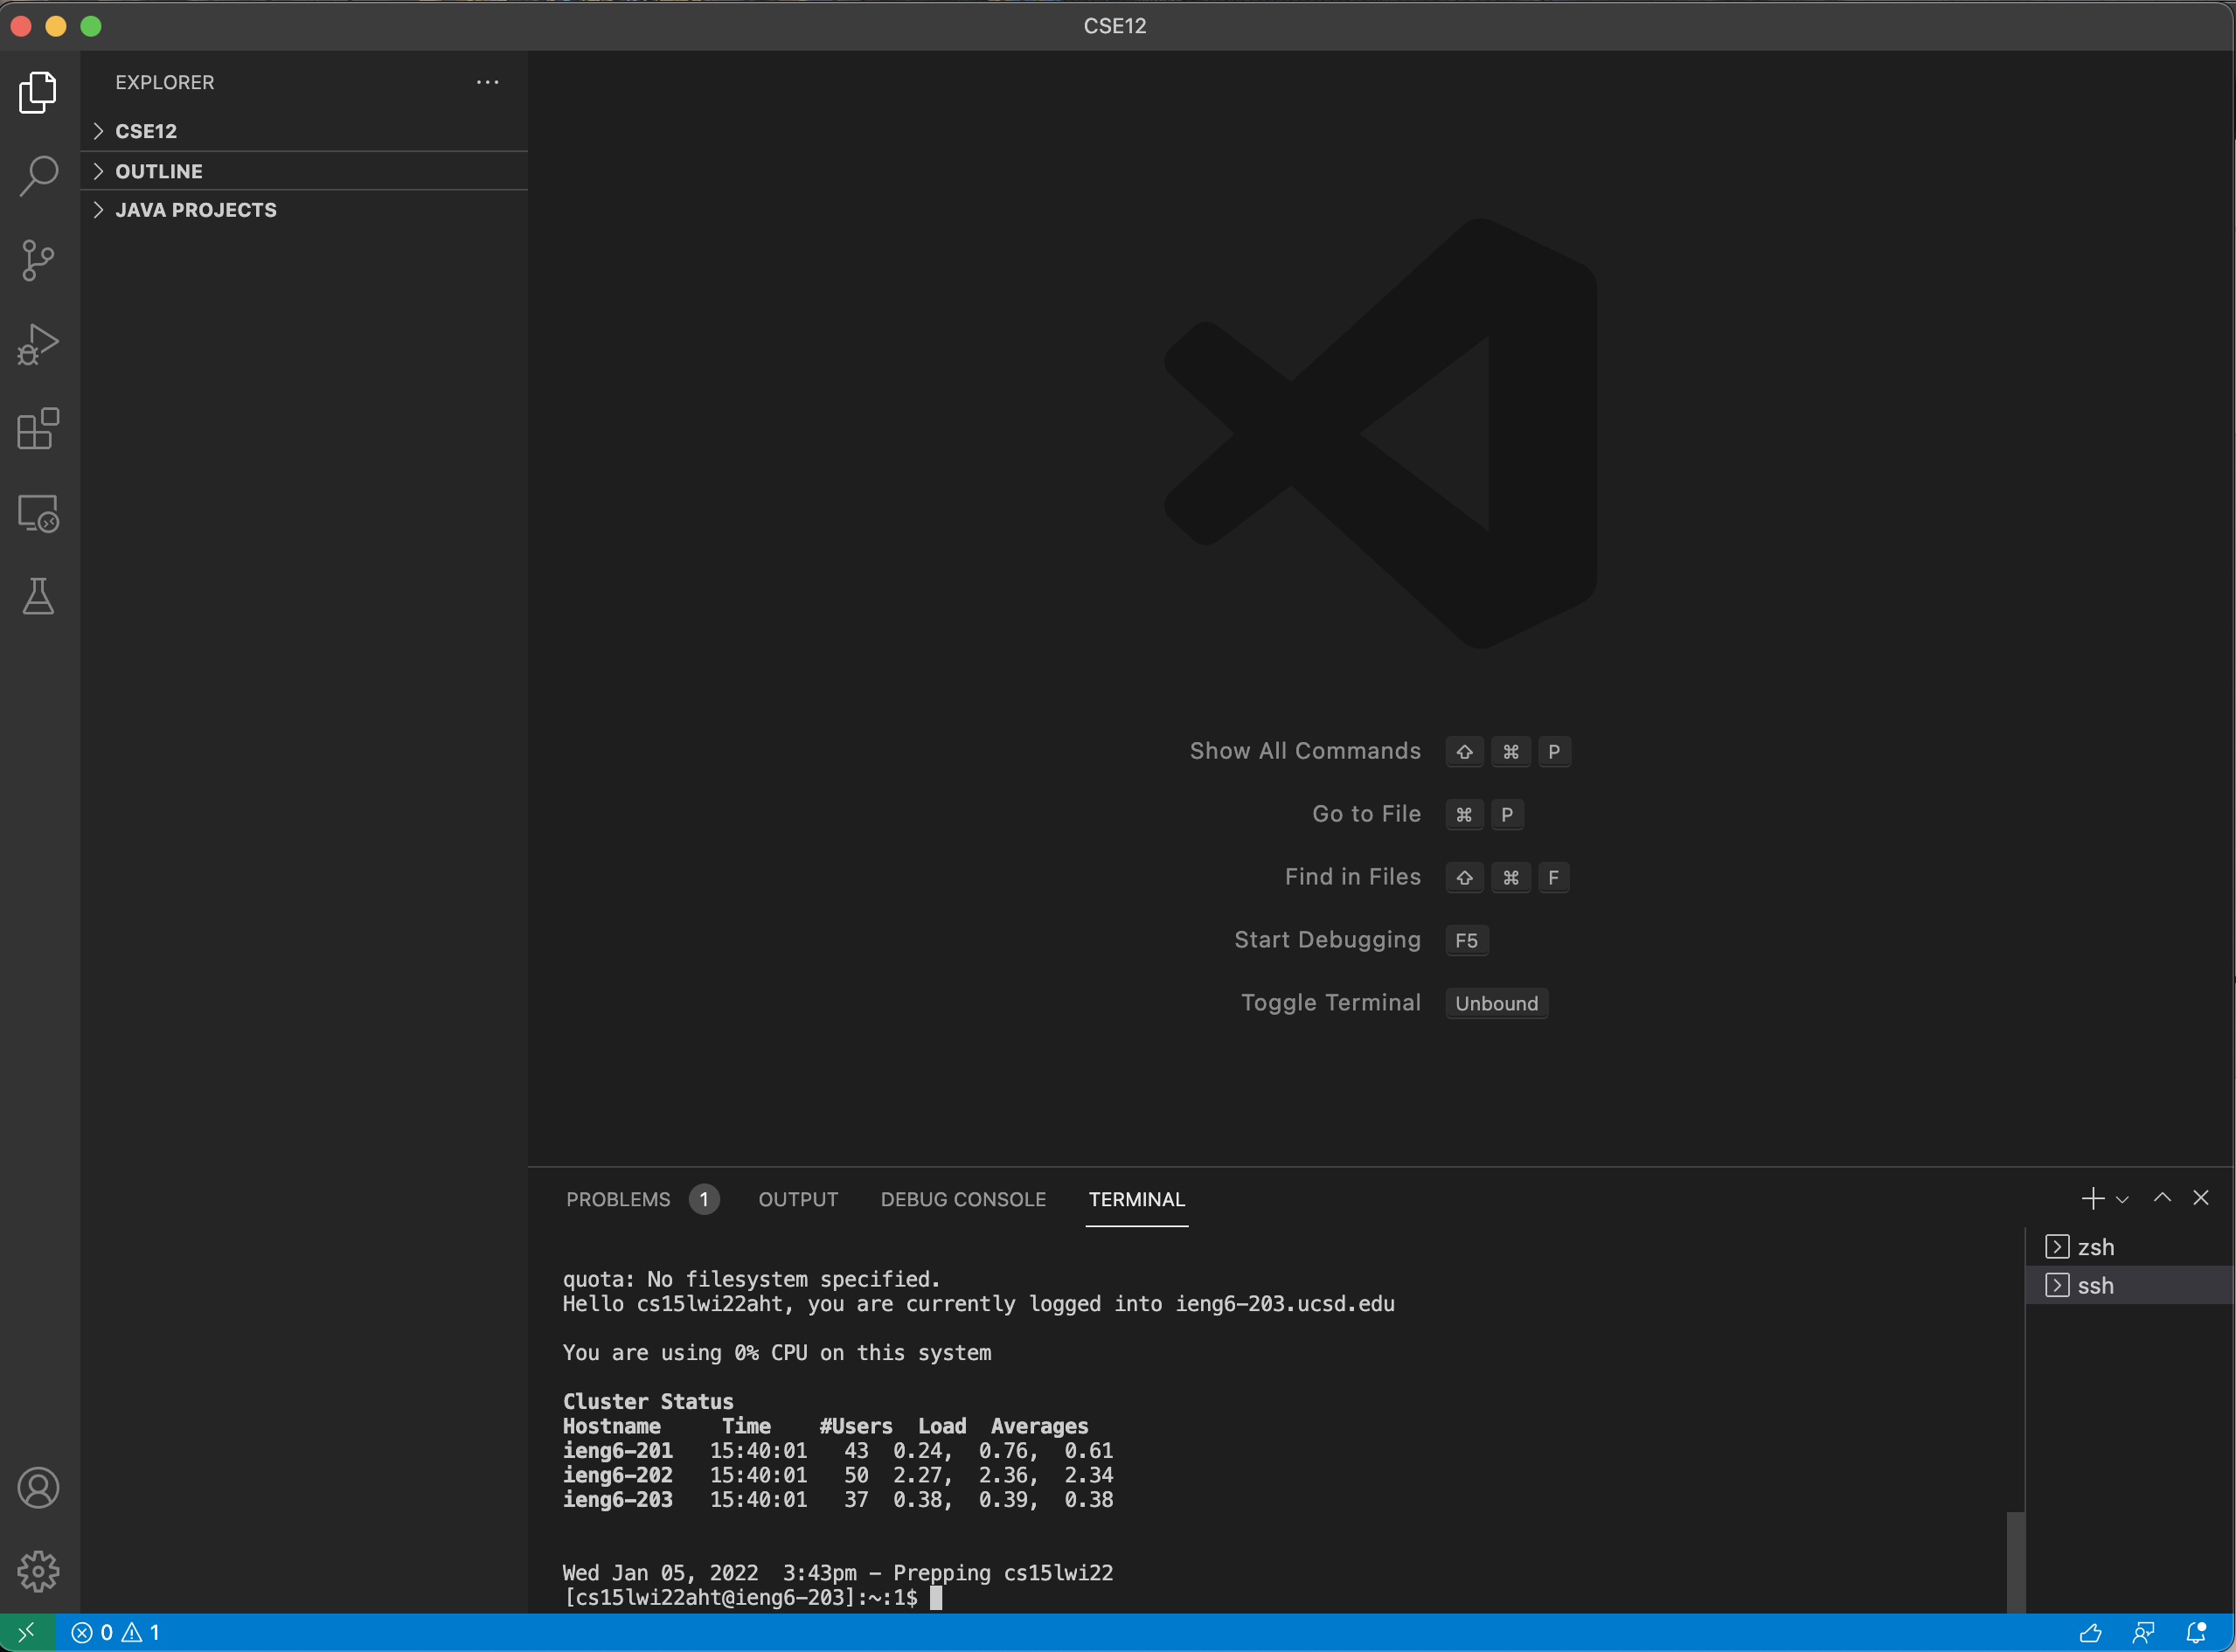 CSE12
EXPLORER
CSE12
OUTLINE
JAVA PROJECTS
Show All Commands ⇧ ⌘ P
Go to File ⌘ P
Find in Files ⇧ ⌘ F
Start Debugging F5
Toggle Terminal Unbound
PROBLEMS 1 OUTPUT DEBUG CONSOLE TERMINAL
zsh
ssh
quota: No filesystem specified.
Hello cs15lwi22aht, you are currently logged into ieng6-203.ucsd.edu
You are using 0% CPU on this system
Cluster Status
Hostname Time #Users Load Averages
ieng6-201 15:40:01 43 0.24, 0.76, 0.61
ieng6-202 15:40:01 50 2.27, 2.36, 2.34
ieng6-203 15:40:01 37 0.38, 0.39, 0.38
Wed Jan 05, 2022 3:43pm - Prepping cs15lwi22
[cs15lwi22aht@ieng6-203]:~:1$
0 1